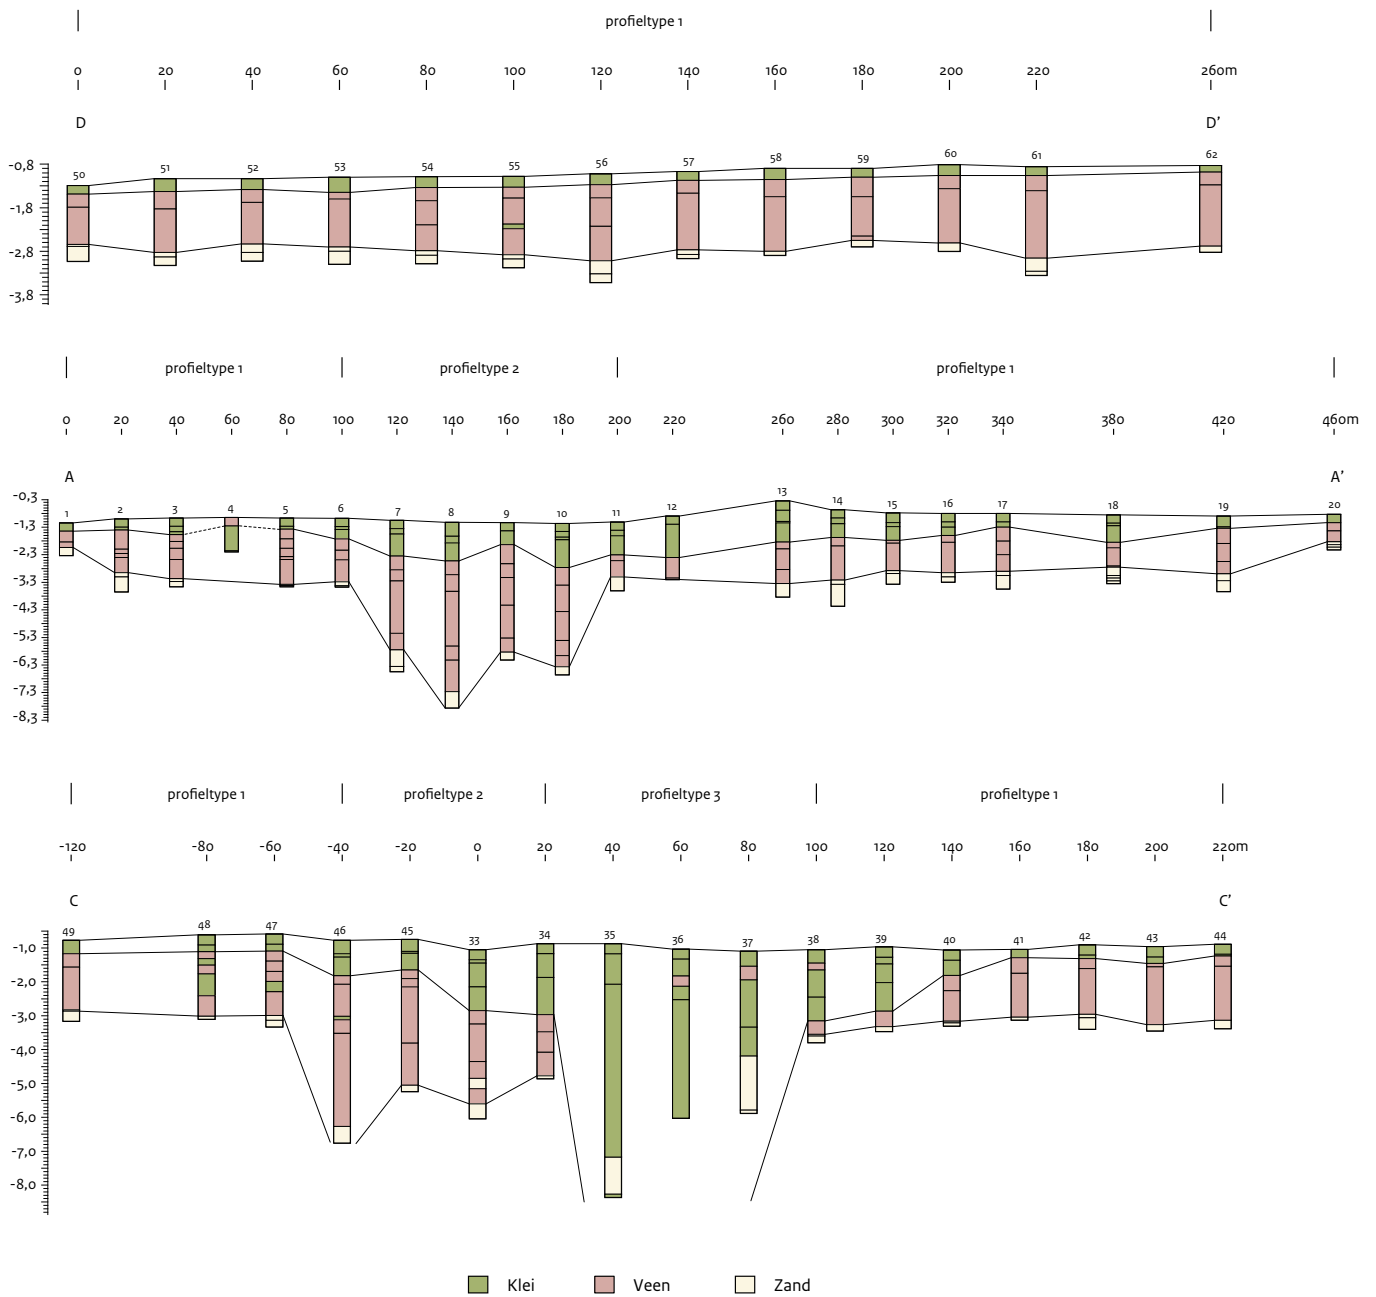 profieltype 1
0 20 40 60 80 100 120 140 160 180 200 220 260m
D D’
50 51 52 53 54 55 56 57 58 59 60 61 62
-0,8
-1,8
-2,8
-3,8
profieltype 1 profieltype 2 profieltype 1
0 20 40 60 80 100 120 140 160 180 200 220 260 280 300 320 340 380 420 460m
A A’
1 2 3 4 5 6 7 8 9 10 11 12 13 14 15 16 17 18 19 20
-0,3
-1,3
-2,3
-3,3
-4,3
-5,3
-6,3
-7,3
-8,3
profieltype 1 profieltype 2 profieltype 3 profieltype 1
-120 -80 -60 -40 -20 0 20 40 60 80 100 120 140 160 180 200 220m
C C’
49 48 47 46 45 33 34 35 36 37 38 39 40 41 42 43 44
-1,0
-2,0
-3,0
-4,0
-5,0
-6,0
-7,0
-8,0
Klei Veen Zand